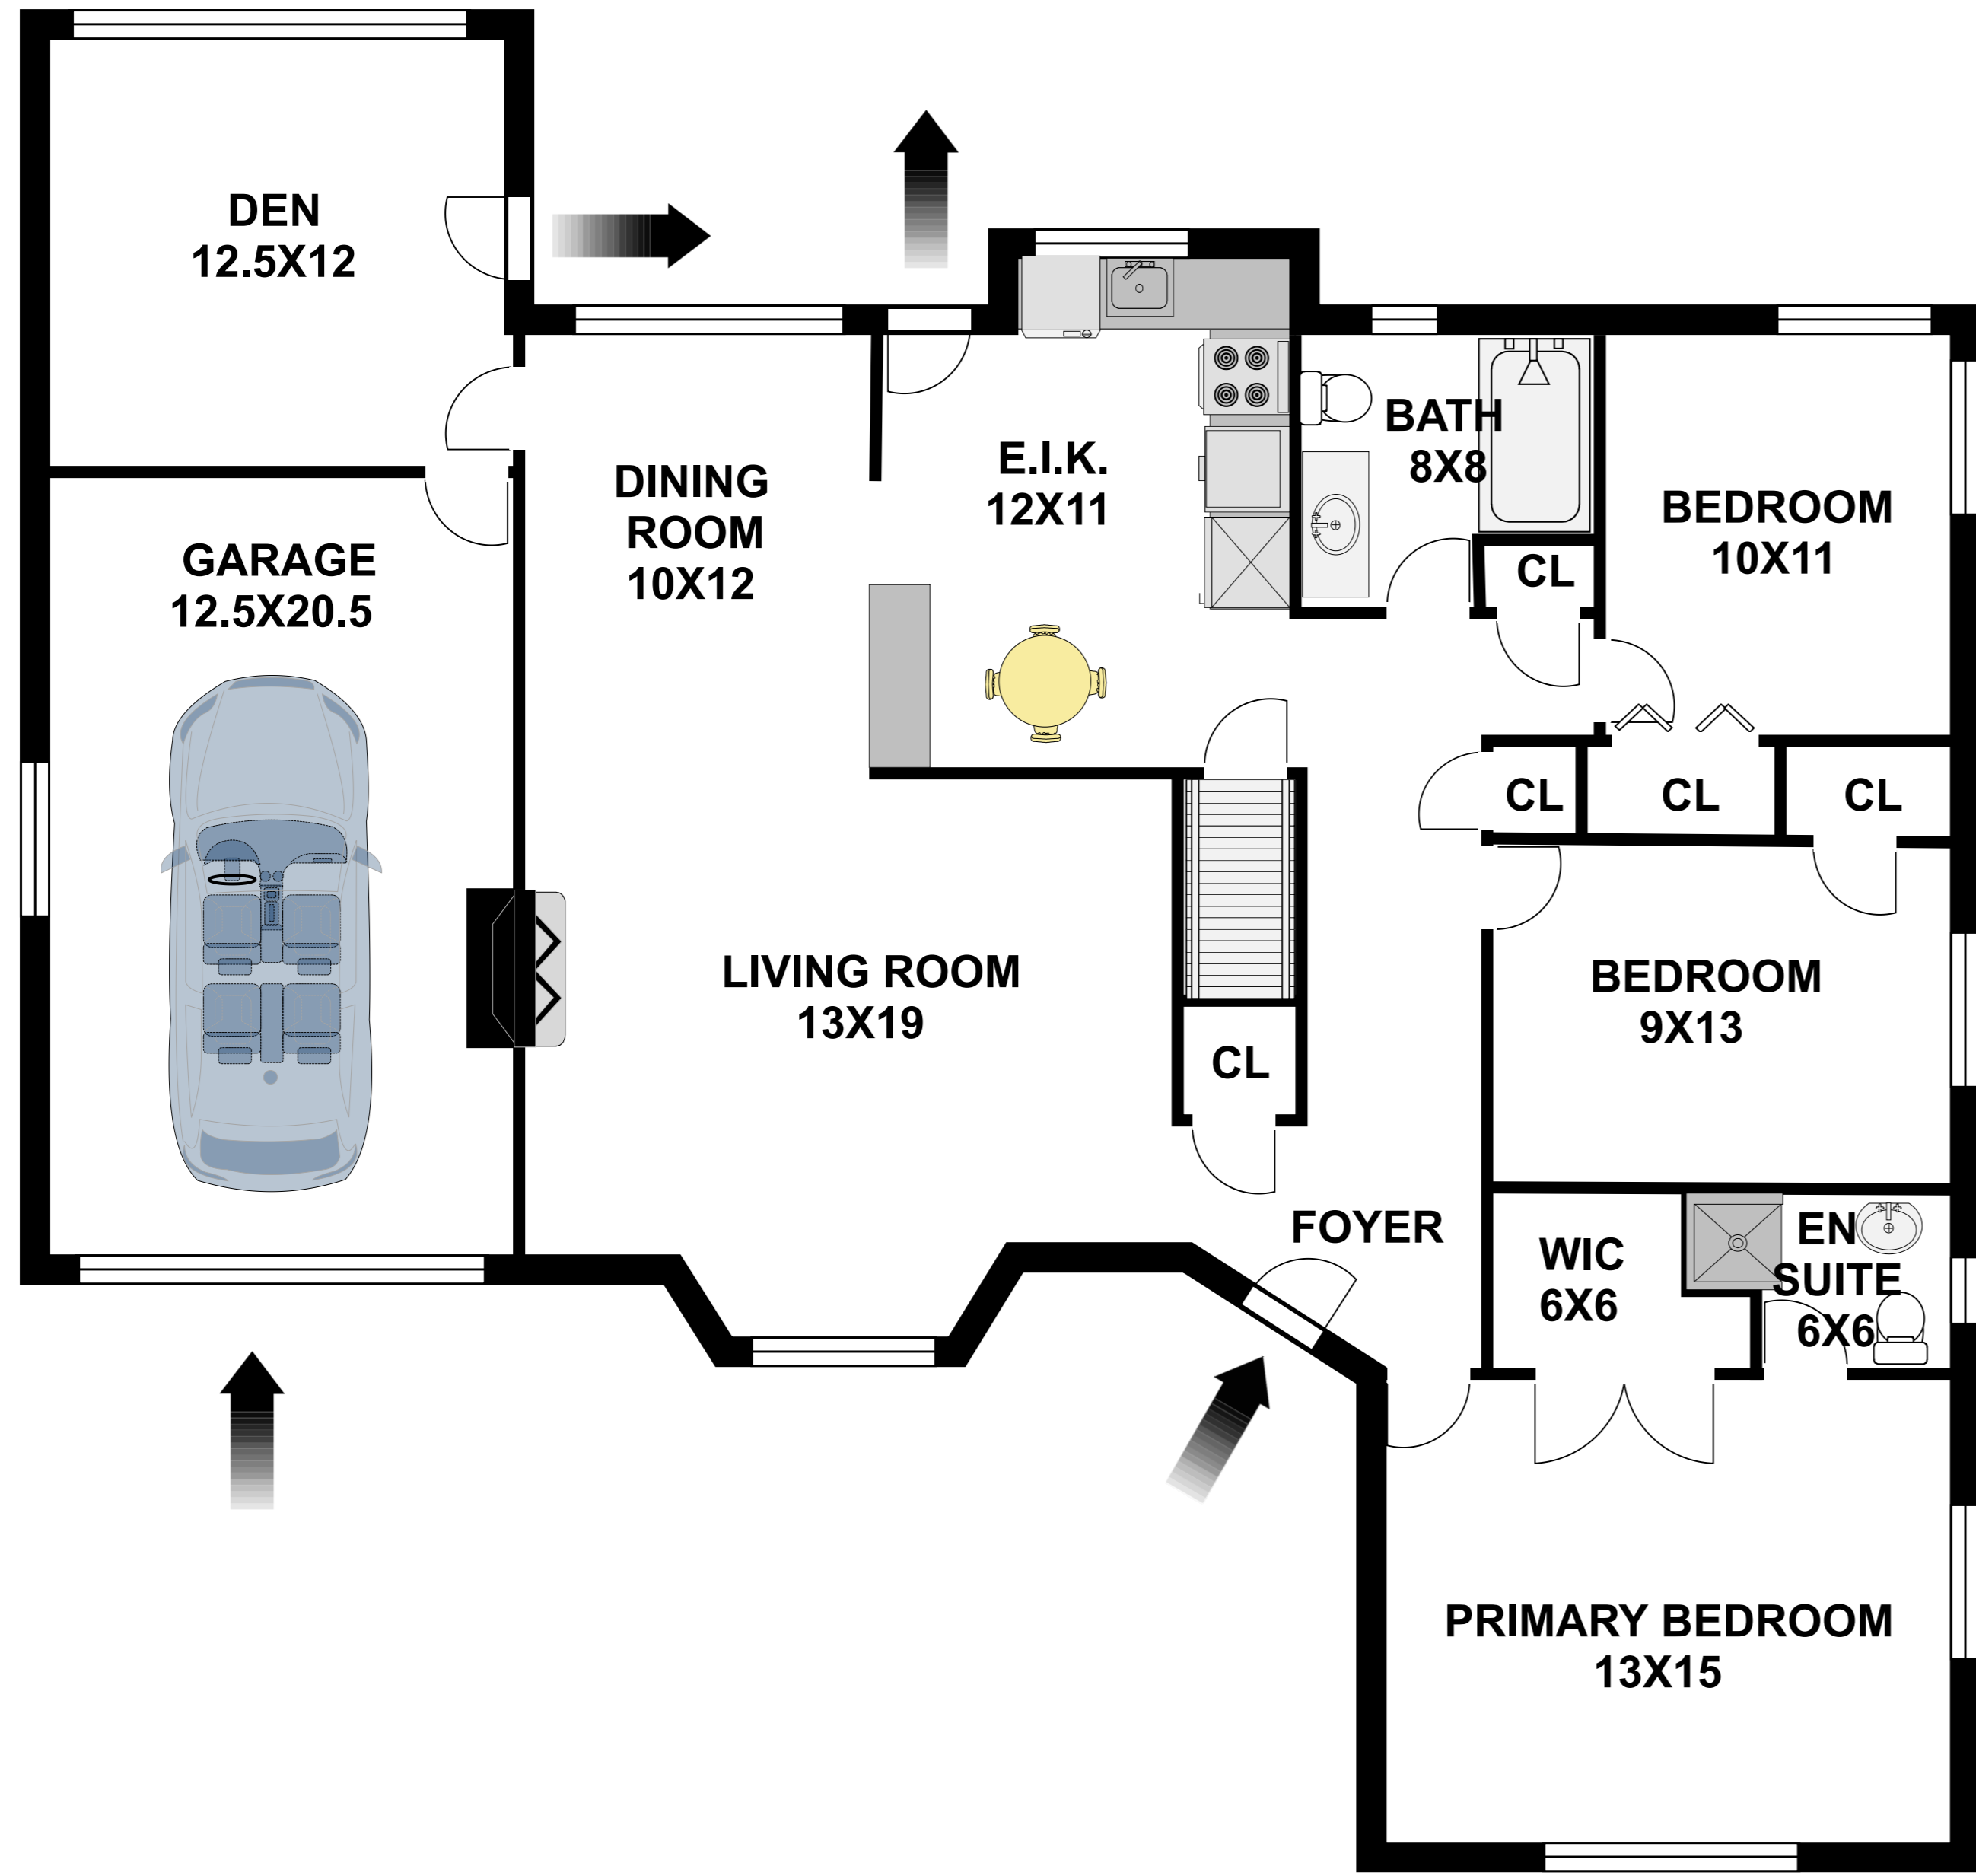 DEN
12.5X12
DINING
ROOM
10X12
E.I.K.
12X11
BATH
8X8
BEDROOM
10X11
CL
GARAGE
12.5X20.5
CL
CL
CL
LIVING ROOM
13X19
BEDROOM
9X13
CL
FOYER
WIC
6X6
EN
SUITE
6X6
PRIMARY BEDROOM
13X15